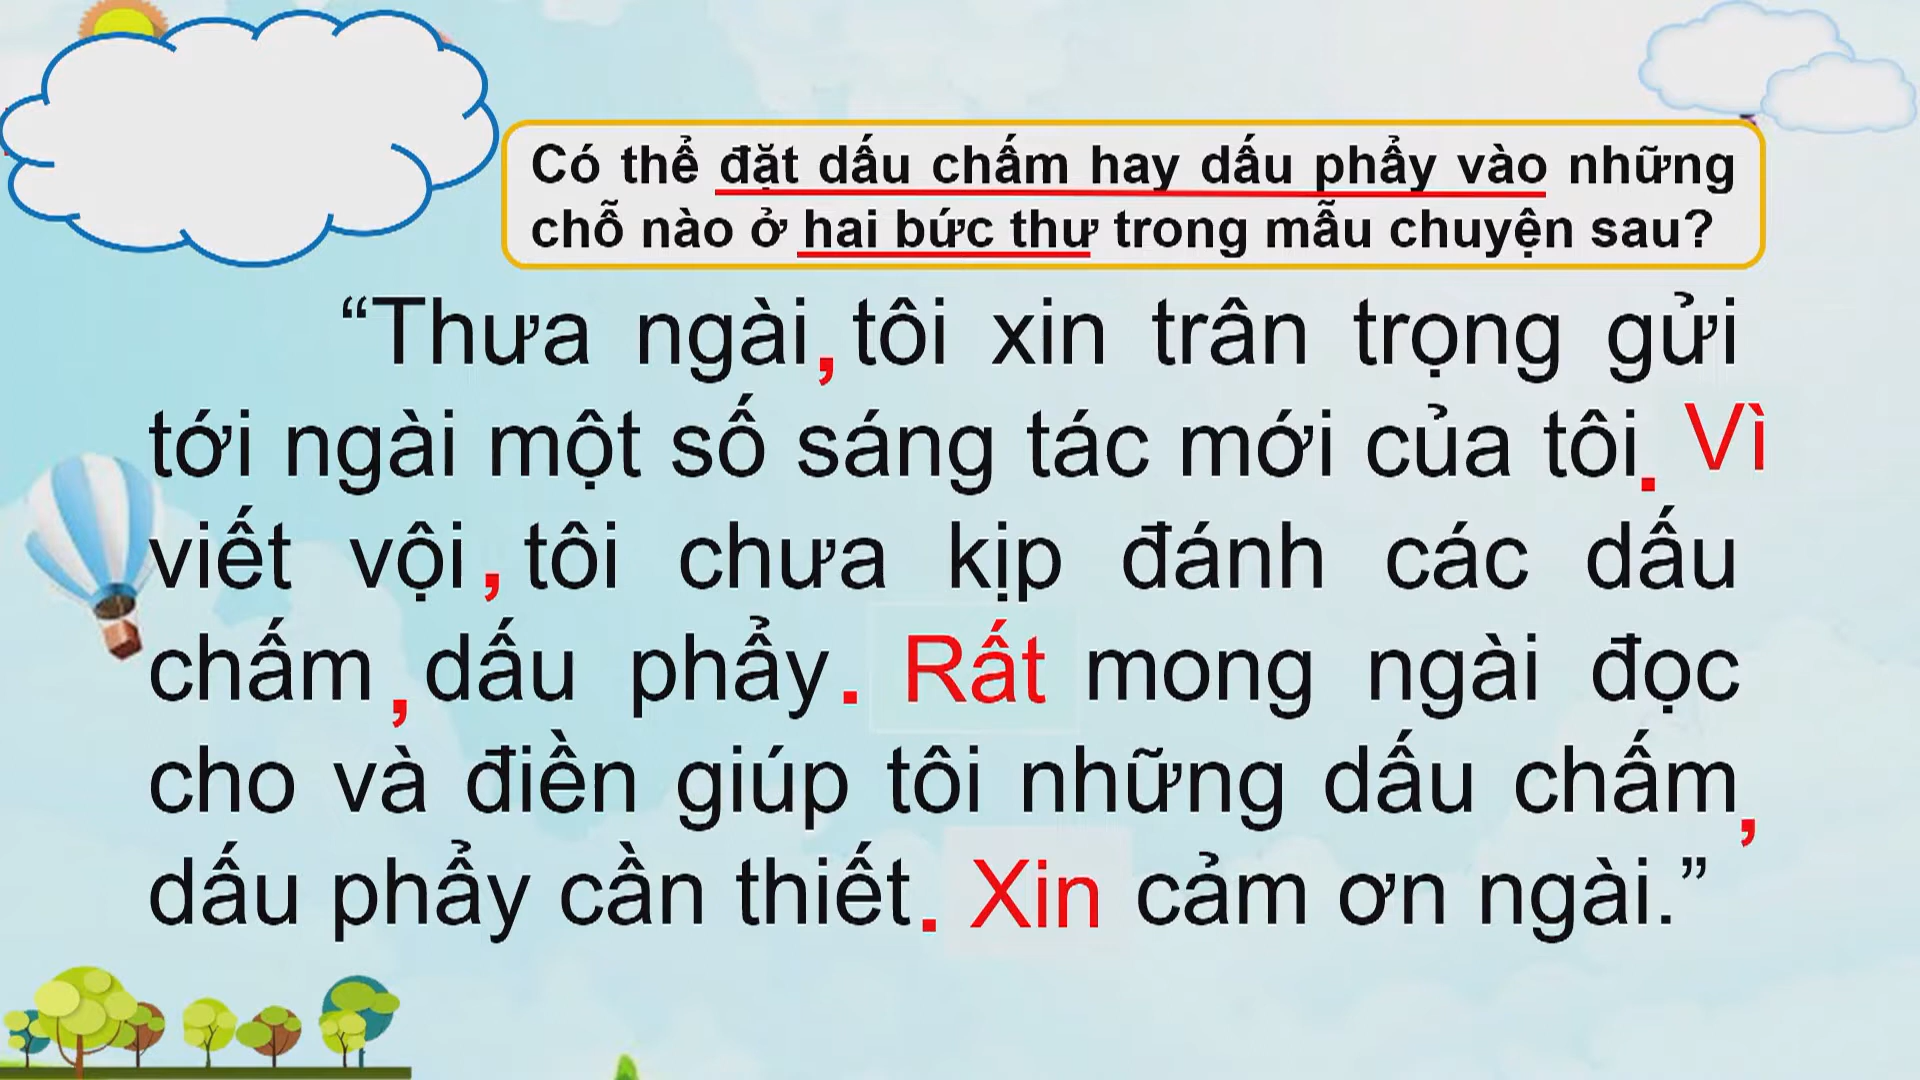 Có thể đặt dấu chấm hay dấu phẩy vào những
chỗ nào ở hai bức thư trong mẫu chuyện sau?
“Thưa ngài, tôi xin trân trọng gửi
tới ngài một số sáng tác mới của tôi. Vì
viết vội, tôi chưa kịp đánh các dấu
chấm, dấu phẩy. Rất mong ngài đọc
cho và điền giúp tôi những dấu chấm,
dấu phẩy cần thiết. Xin cảm ơn ngài.”